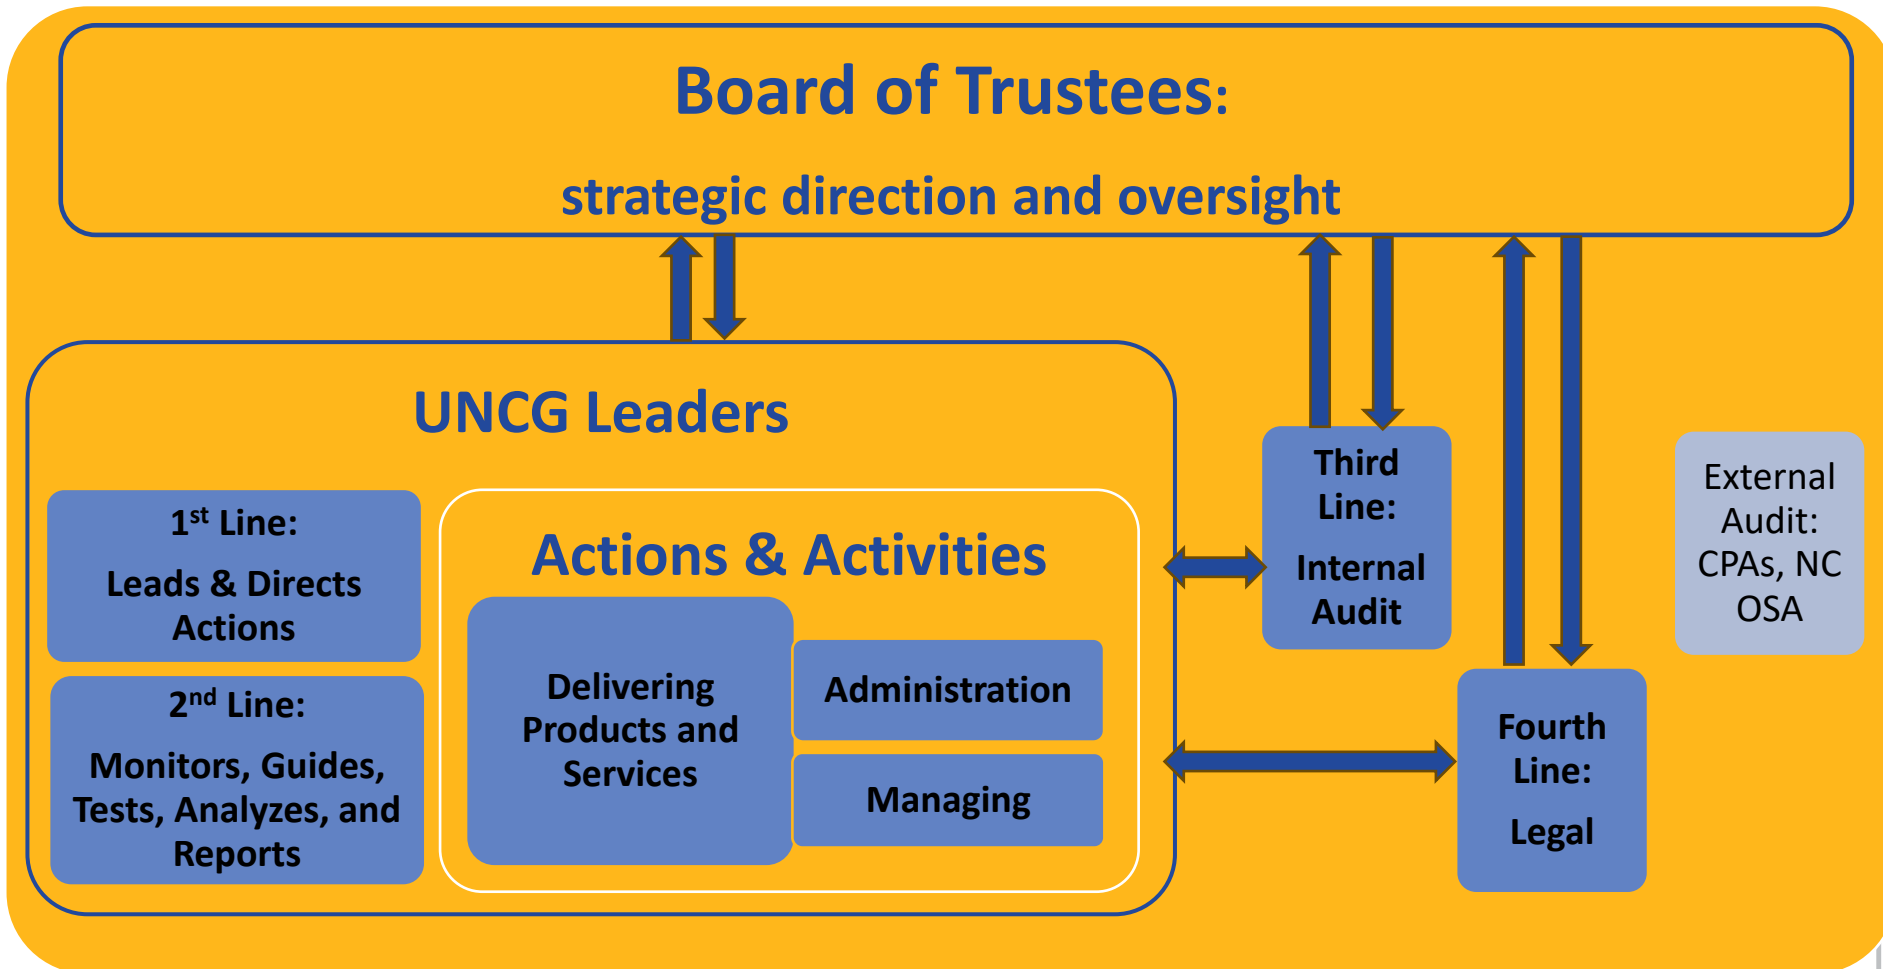 Board of Trustees:
strategic direction and oversight
UNCG Leaders
1st Line:
Leads & Directs
Actions
2nd Line:
Monitors, Guides,
Tests, Analyzes, and
Reports
Actions & Activities
Delivering
Products and
Services
Administration
Managing
Third
Line:
Internal
Audit
Fourth
Line:
Legal
External
Audit:
CPAs, NC
OSA